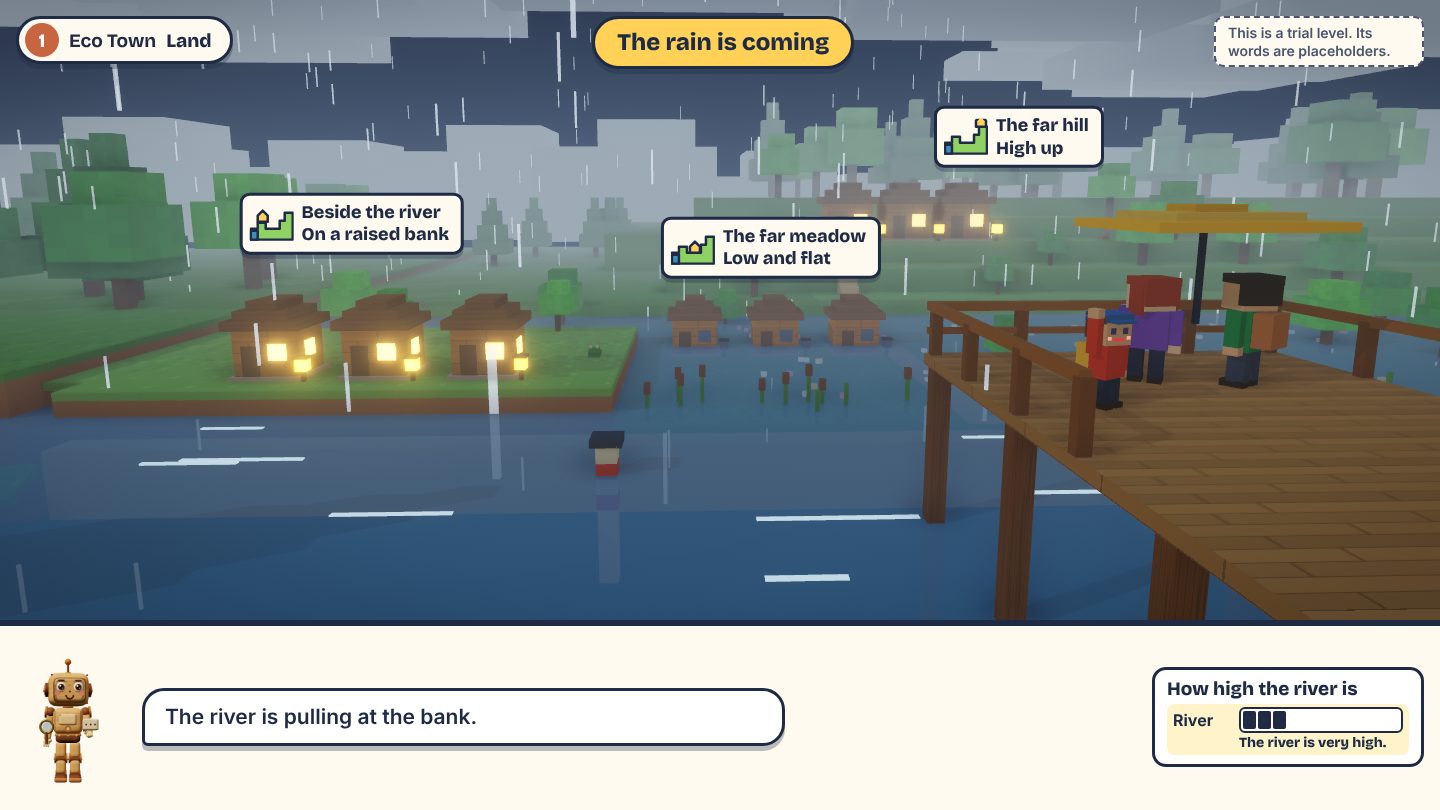 1 Eco Town Land
The rain is coming
This is a trial level. Its
words are placeholders.
The far hill
High up
Beside the river
On a raised bank
The far meadow
Low and flat
The river is pulling at the bank.
How high the river is
River
The river is very high.